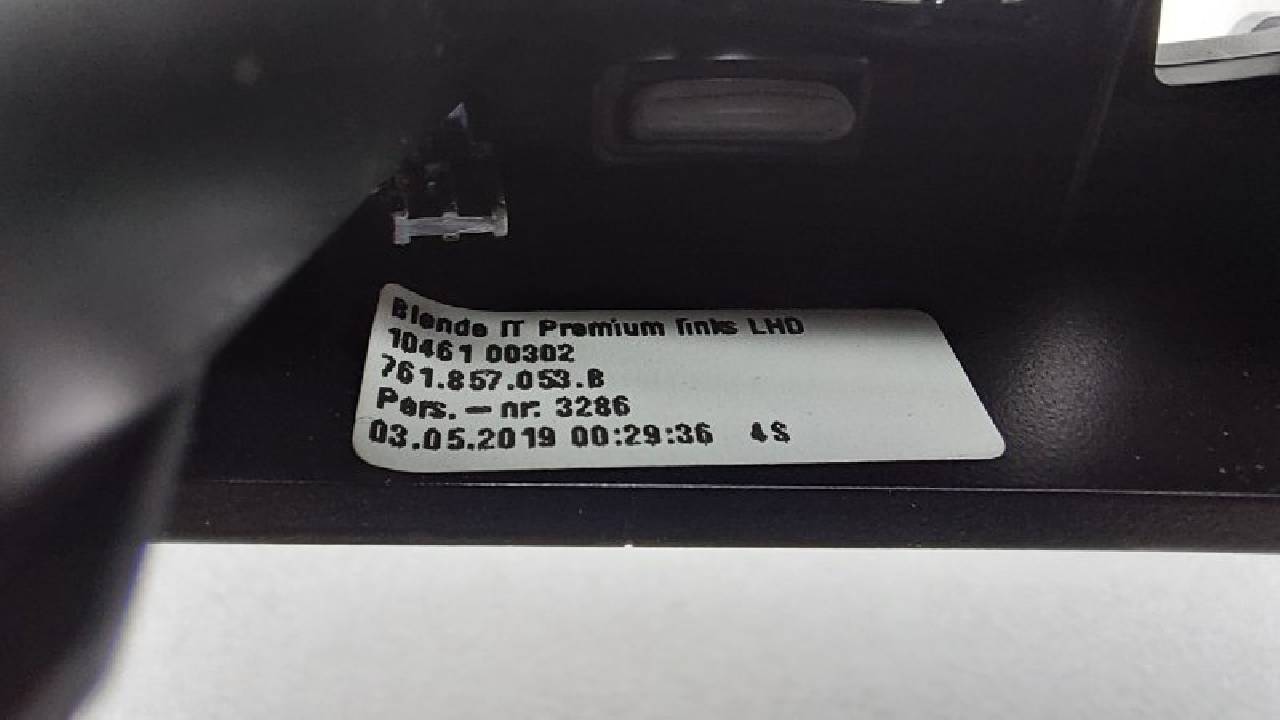 Blende IT Premium links LHD
10461 00302
761.857.053.B
Pers.-nr. 3286
03.05.2019 00:29:36 4S